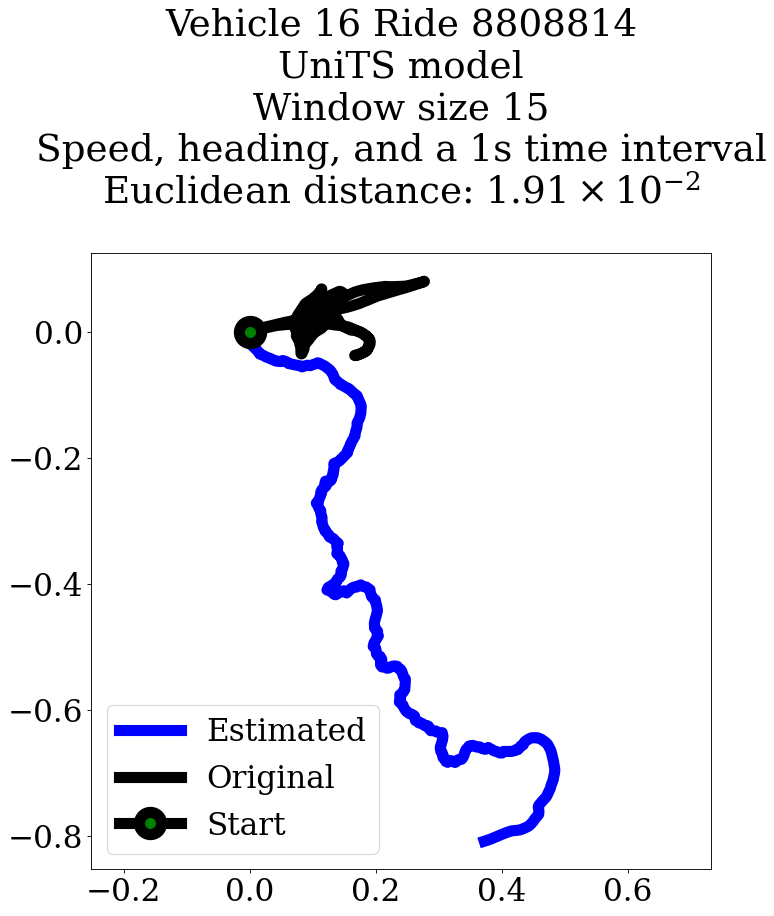 Vehicle 16 Ride 8808814
UniTS model
Window size 15
Speed, heading, and a 1s time interval
Euclidean distance: 1.91 × 10⁻²
0.0
−0.2
−0.4
−0.6
−0.8
Estimated
Original
Start
−0.2 0.0 0.2 0.4 0.6